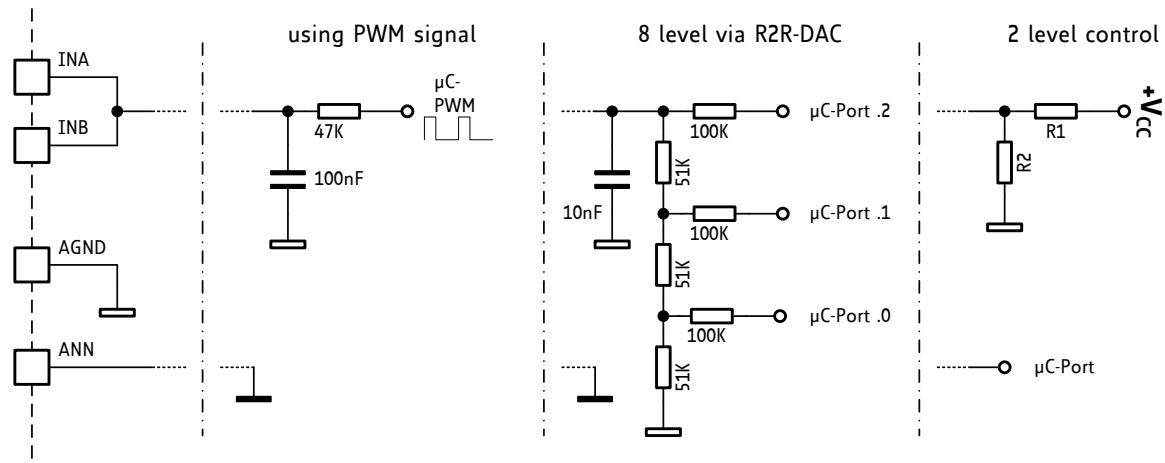 using PWM signal
8 level via R2R-DAC
2 level control
INA
INB
AGND
ANN
µC-
PWM
47K
100nF
µC-Port .2
100K
51K
10nF
µC-Port .1
100K
51K
µC-Port .0
100K
51K
+VCC
R1
R2
µC-Port